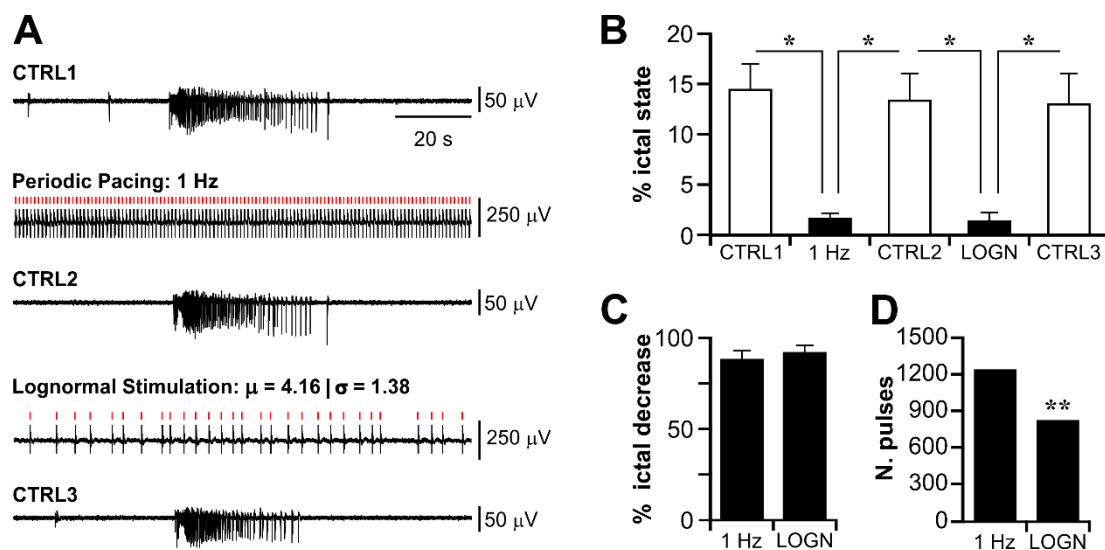 A
CTRL1
50 μV
20 s
Periodic Pacing: 1 Hz
250 μV
CTRL2
50 μV
Lognormal Stimulation: μ = 4.16 | σ = 1.38
250 μV
CTRL3
50 μV
B
% ictal state
20
15
10
5
0
* * * *
CTRL1 1 Hz CTRL2 LOGN CTRL3
C
% ictal decrease
100
50
0
1 Hz LOGN
D
N. pulses
1500
1200
900
600
300
0
**
1 Hz LOGN